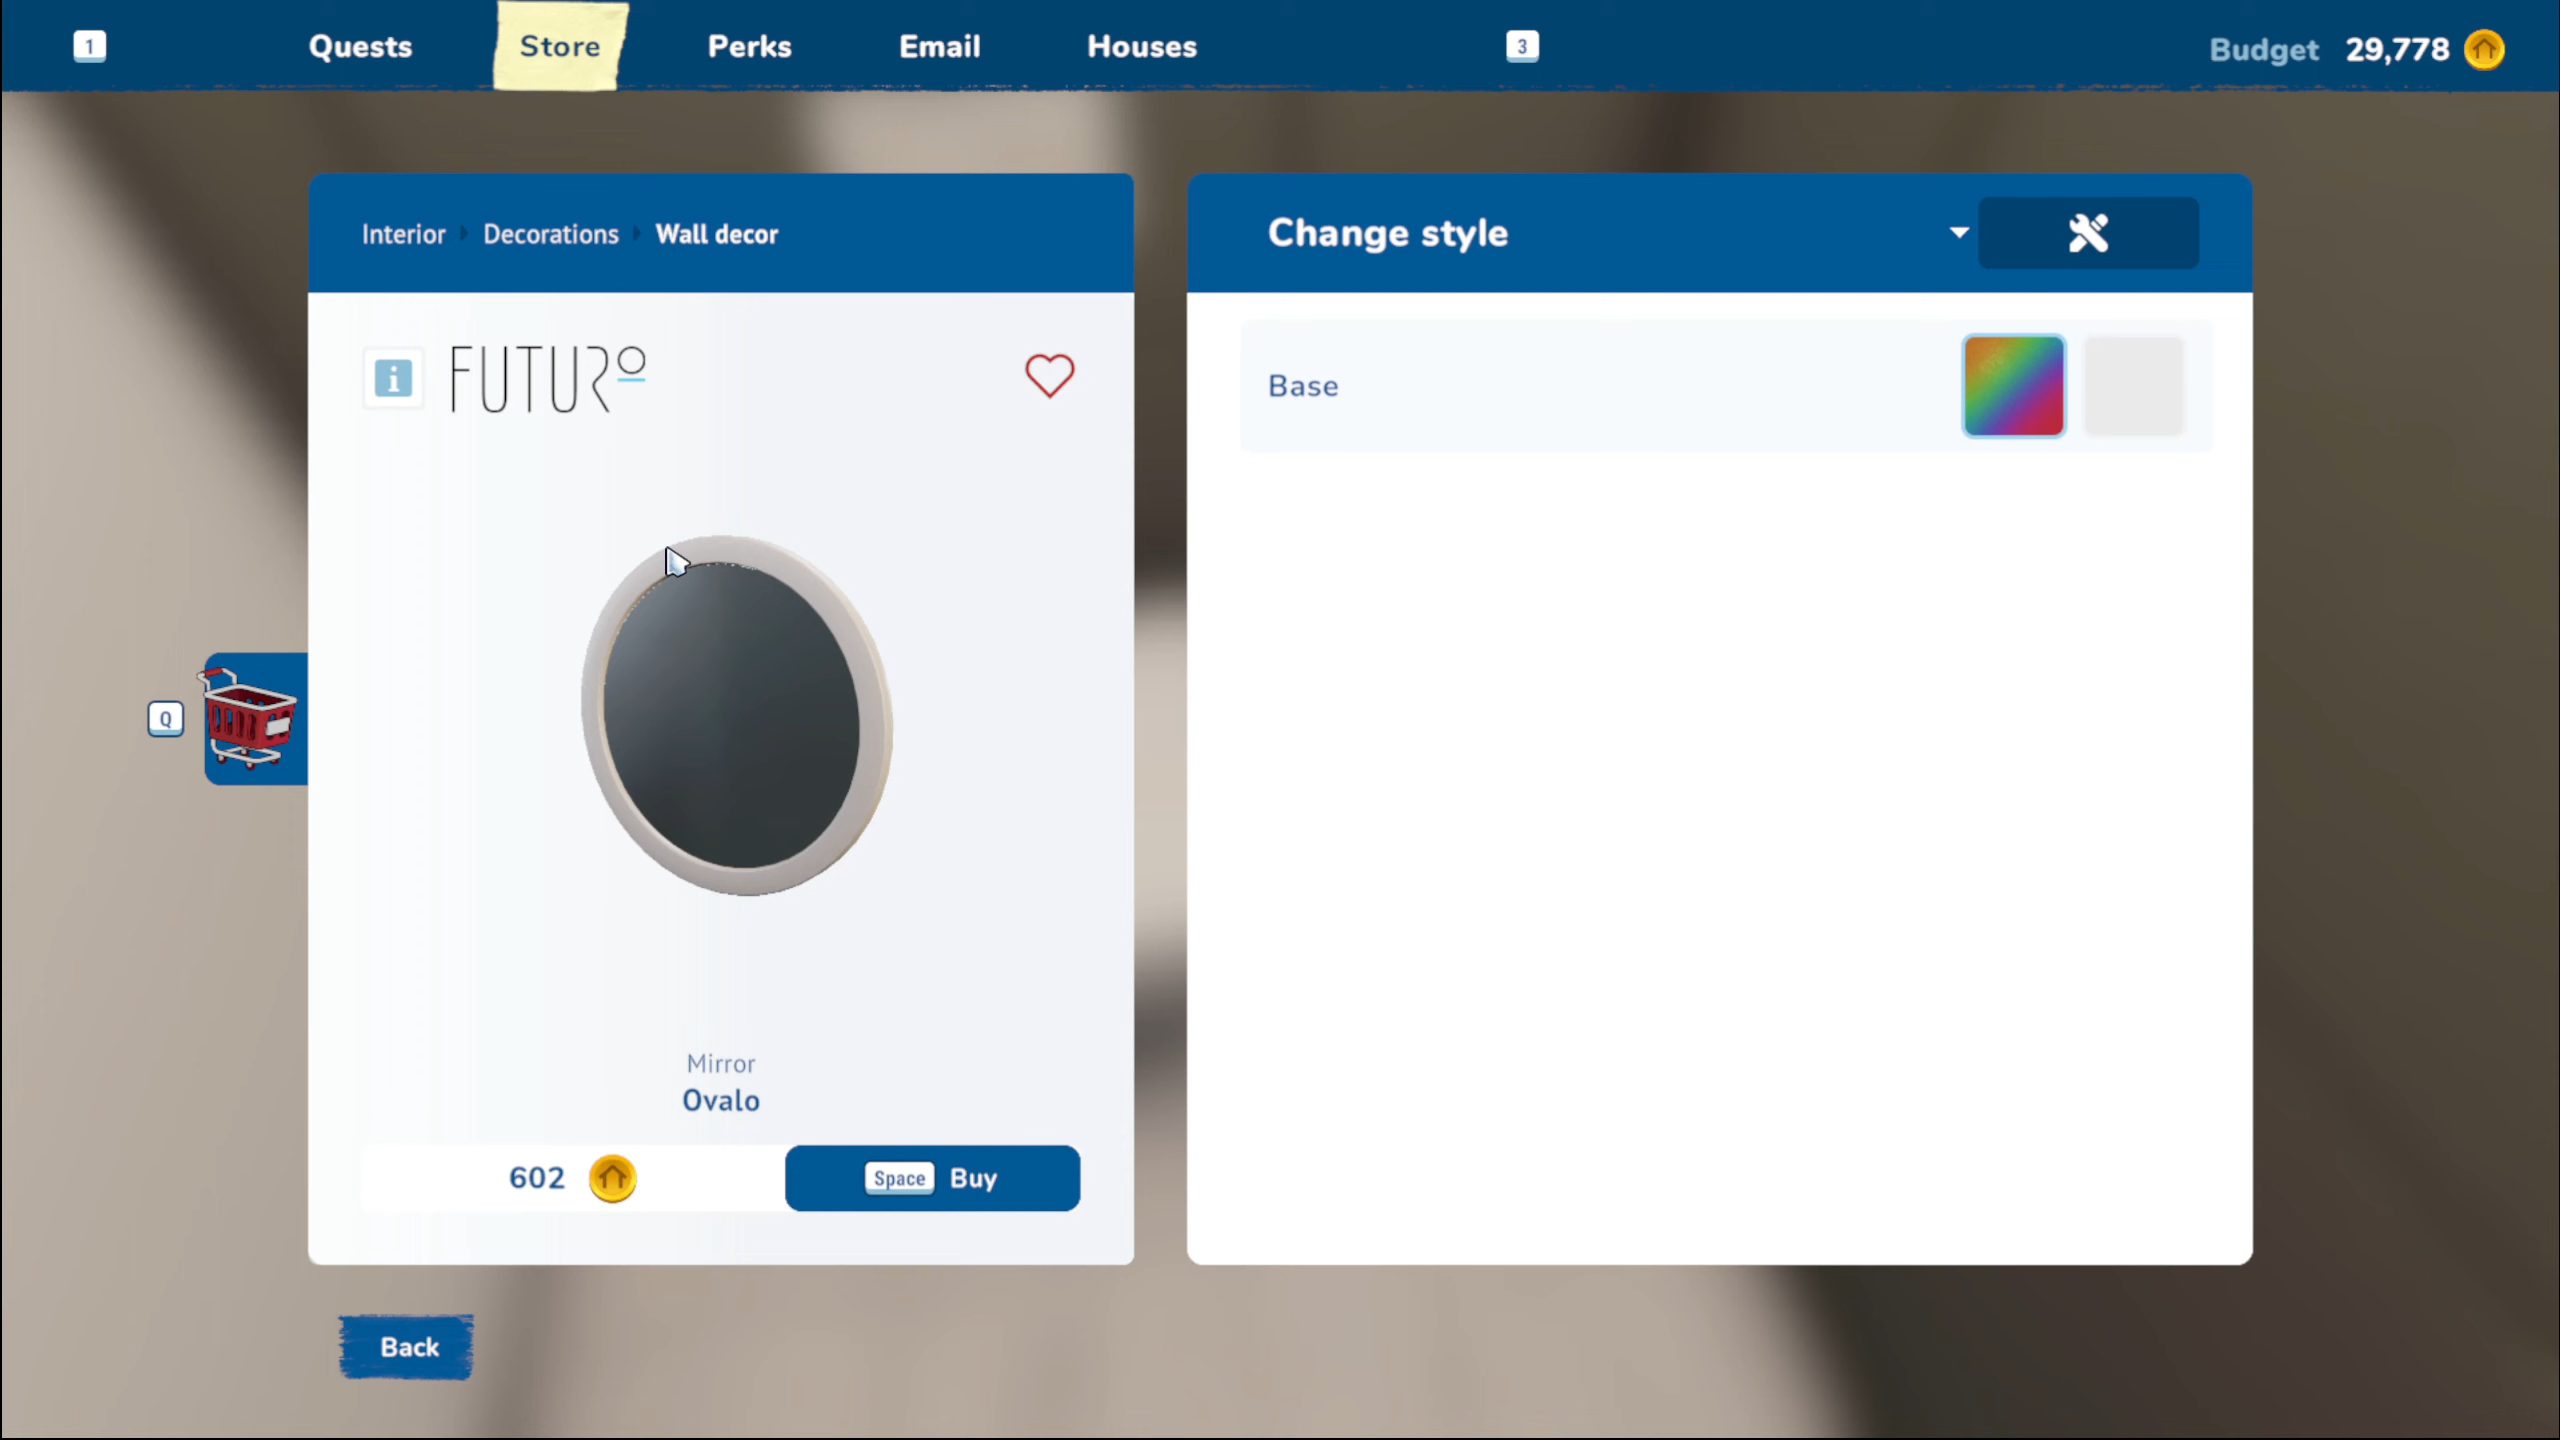 1 Quests Store Perks Email Houses 3 Budget 29,778
Interior Decorations Wall decor
Change style
i FUTURO
Base
Q
Mirror
Ovalo
602
Space Buy
Back